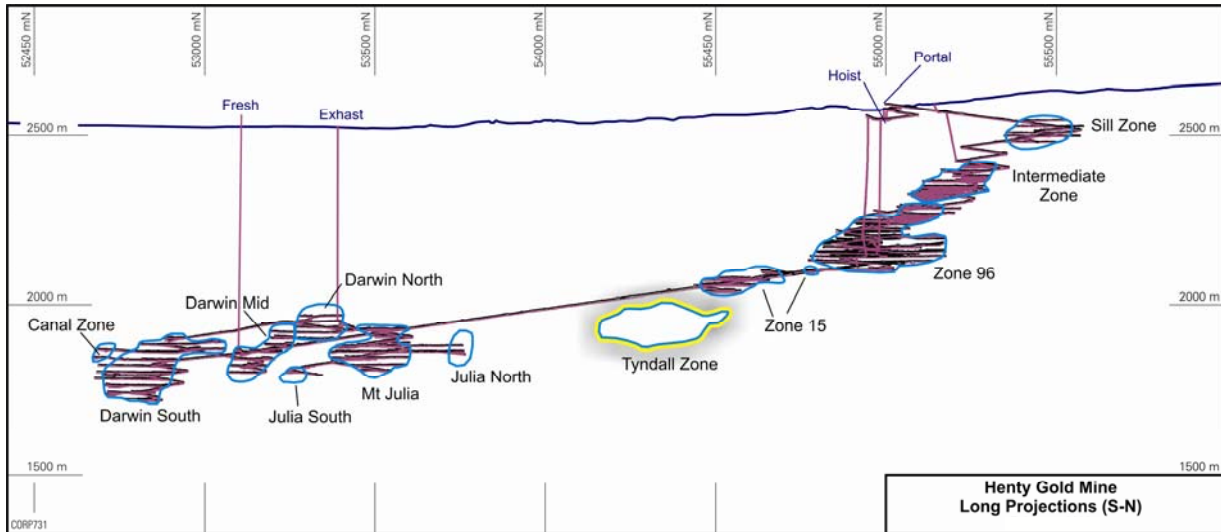 52450 mN
53000 mN
53500 mN
54000 mN
55450 mN
55000 mN
55500 mN
Portal
Hoist
Fresh
Exhast
2500 m
2500 m
Sill Zone
Intermediate
Zone
Zone 96
Darwin North
2000 m
2000 m
Darwin Mid
Canal Zone
Zone 15
Tyndall Zone
Julia North
Mt Julia
Darwin South
Julia South
1500 m
1500 m
Henty Gold Mine
Long Projections (S-N)
CORP731